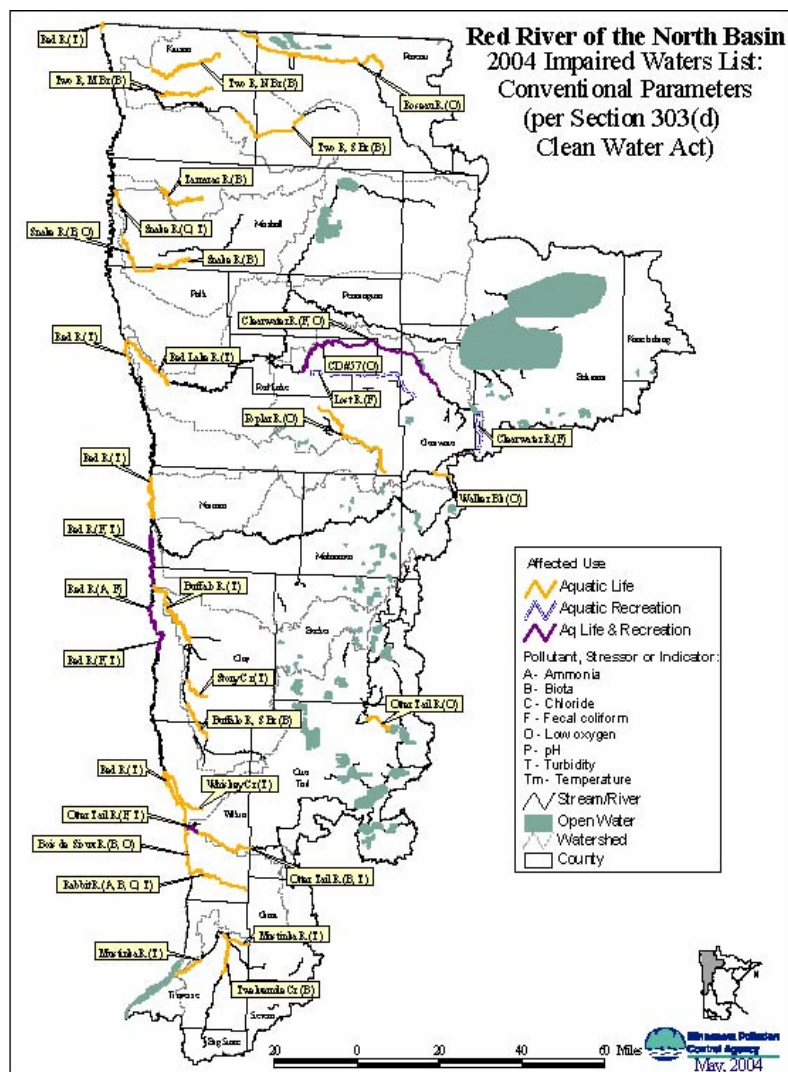 Red River of the North Basin
2004 Impaired Waters List:
Conventional Parameters
(per Section 303(d)
Clean Water Act)
Red R.(T)
Kittson
Roseau
Two R, M Br (B)
Two R, N Br (B)
Roseau R.(O)
Two R, S Br (B)
Tamarac R.(B)
Marshall
Snake R.(C, T)
Snake R.(B, O)
Snake R.(B)
Polk
Pennington
Clearwater R.(F, O)
Koochiching
Beltrami
Red R.(T)
Red Lake R.(T)
CD#57(O)
Red Lake
Lost R.(F)
Poplar R.(O)
Clearwater
Clearwater R.(F)
Red R.(T)
Walker Bk (O)
Norman
Red R.(F, T)
Mahnomen
Buffalo R.(T)
Red R.(A, F)
Becker
Clay
Red R.(F, T)
Stony Cr (T)
Otter Tail R.(O)
Buffalo R, S Br (B)
Red R.(T)
Whiskey Cr (T)
Otter
Tail
Otter Tail R.(F, T)
Wilkin
Bois de Sioux R.(B, O)
Otter Tail R.(B, T)
Rabbit R.(A, B, O, T)
Grant
Mustinka R.(T)
Mustinka R.(T)
Traverse
Twelvemile Cr (B)
Stevens
Big Stone
Affected Use
Aquatic Life
Aquatic Recreation
Aq Life & Recreation
Pollutant, Stressor or Indicator:
A- Ammonia
B- Biota
C- Chloride
F- Fecal coliform
O- Low oxygen
P- pH
T- Turbidity
Tm- Temperature
Stream/River
Open Water
Watershed
County
N
20 0 20 40 60 Miles
Minnesota Pollution
Control Agency
May, 2004